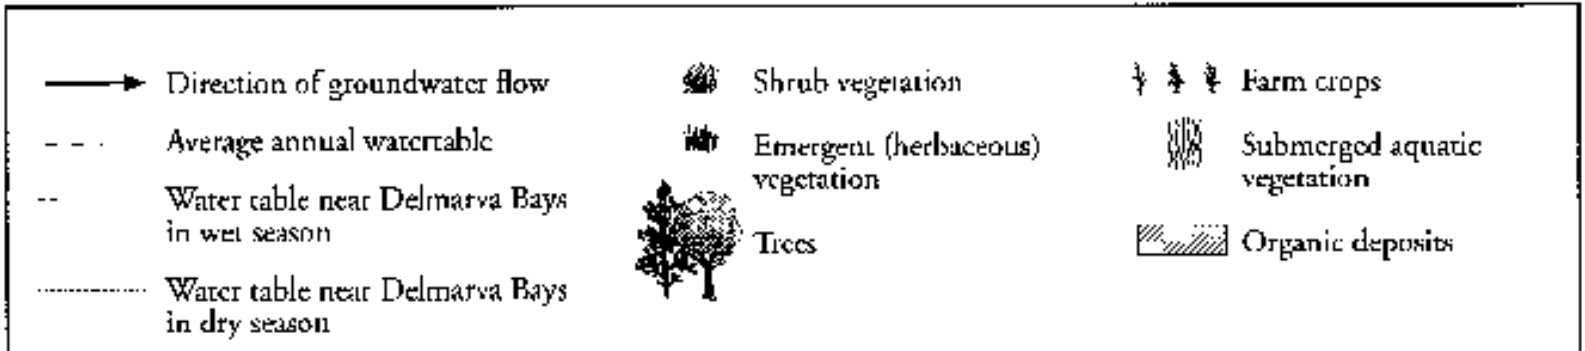 Direction of groundwater flow
Average annual watertable
Water table near Delmarva Bays
in wet season
Water table near Delmarva Bays
in dry season
Shrub vegetation
Emergent (herbaceous)
vegetation
Trees
Farm crops
Submerged aquatic
vegetation
Organic deposits